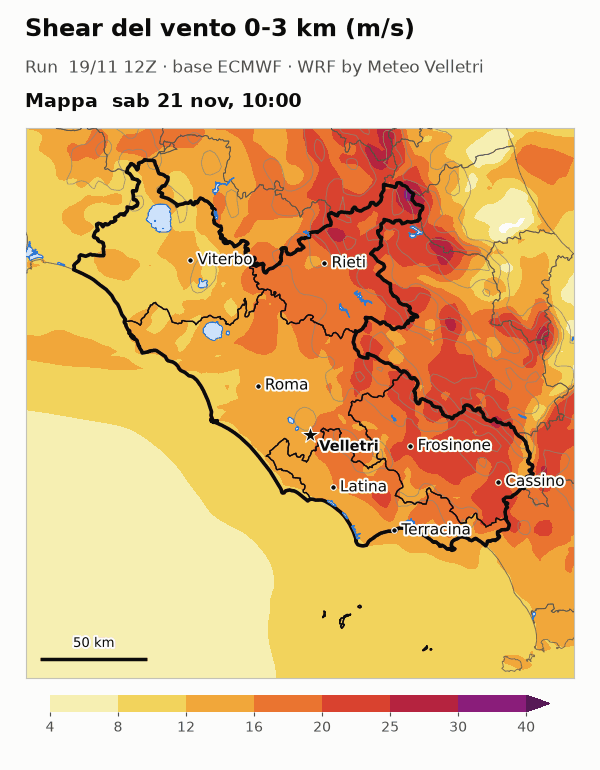 Shear del vento 0-3 km (m/s)
Run  19/11 12Z · base ECMWF · WRF by Meteo Velletri
Mappa  sab 21 nov, 10:00
Viterbo
Rieti
Roma
Velletri
Frosinone
Latina
Cassino
Terracina
50 km
4 8 12 16 20 25 30 40